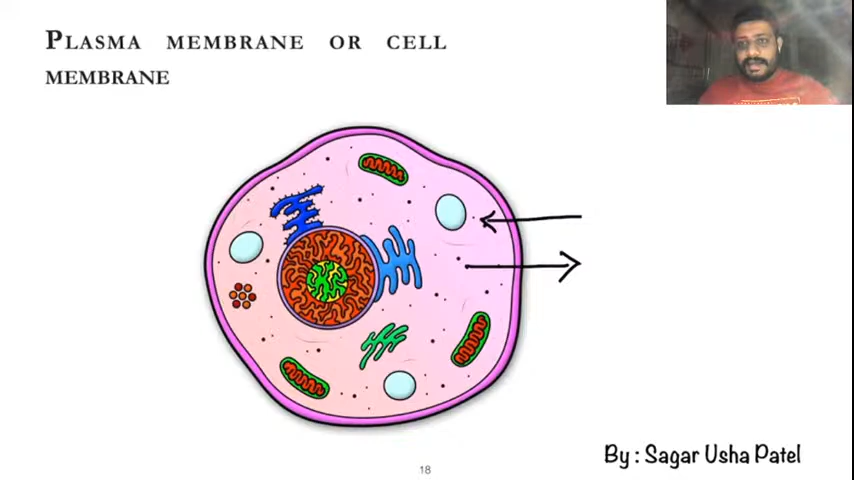 PLASMA MEMBRANE OR CELL
MEMBRANE
By : Sagar Usha Patel
18